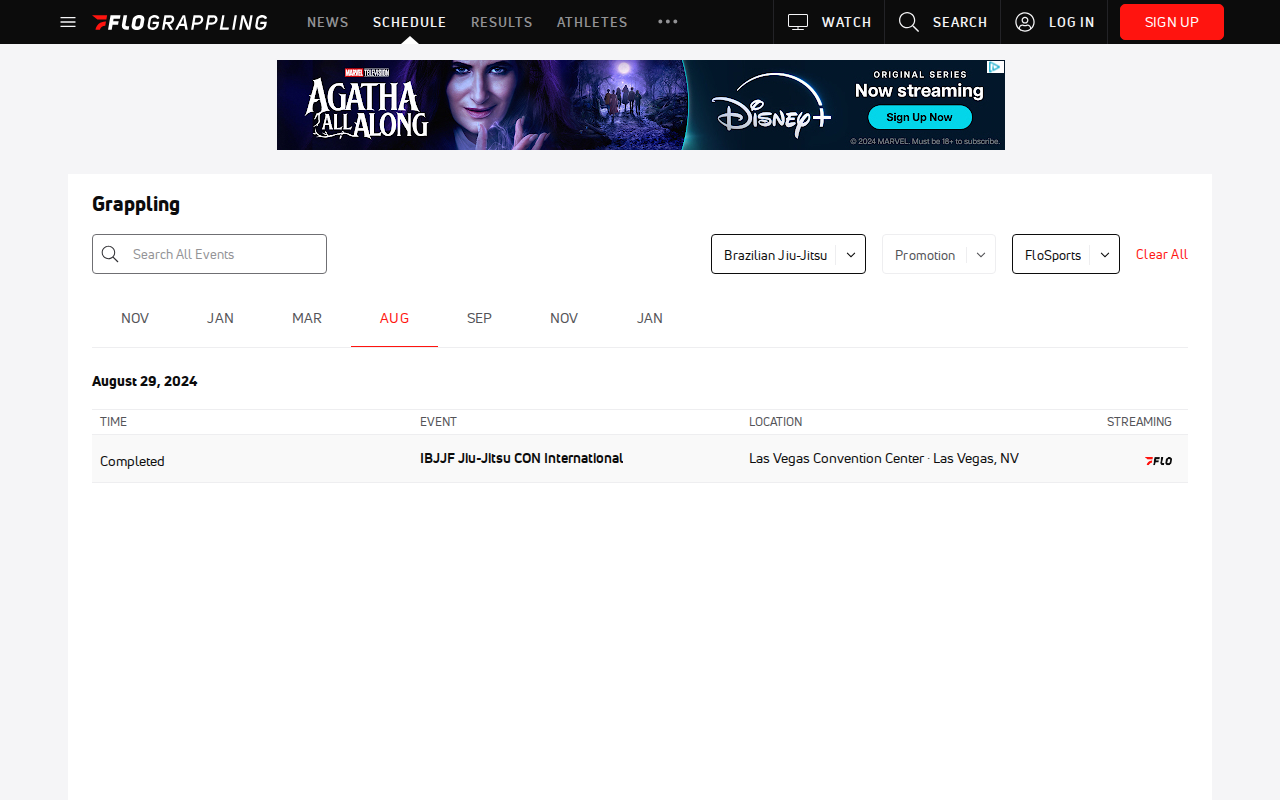 FLOGRAPPLING NEWS SCHEDULE RESULTS ATHLETES WATCH SEARCH LOG IN SIGN UP
MARVEL TELEVISION
AGATHA
ALL ALONG
Disney+
ORIGINAL SERIES
Now streaming
Sign Up Now
© 2024 MARVEL. Must be 18+ to subscribe.
Grappling
Search All Events Brazilian Jiu-Jitsu Promotion FloSports Clear All
NOV JAN MAR AUG SEP NOV JAN
August 29, 2024
TIME EVENT LOCATION STREAMING
Completed IBJJF Jiu-Jitsu CON International Las Vegas Convention Center · Las Vegas, NV FLO